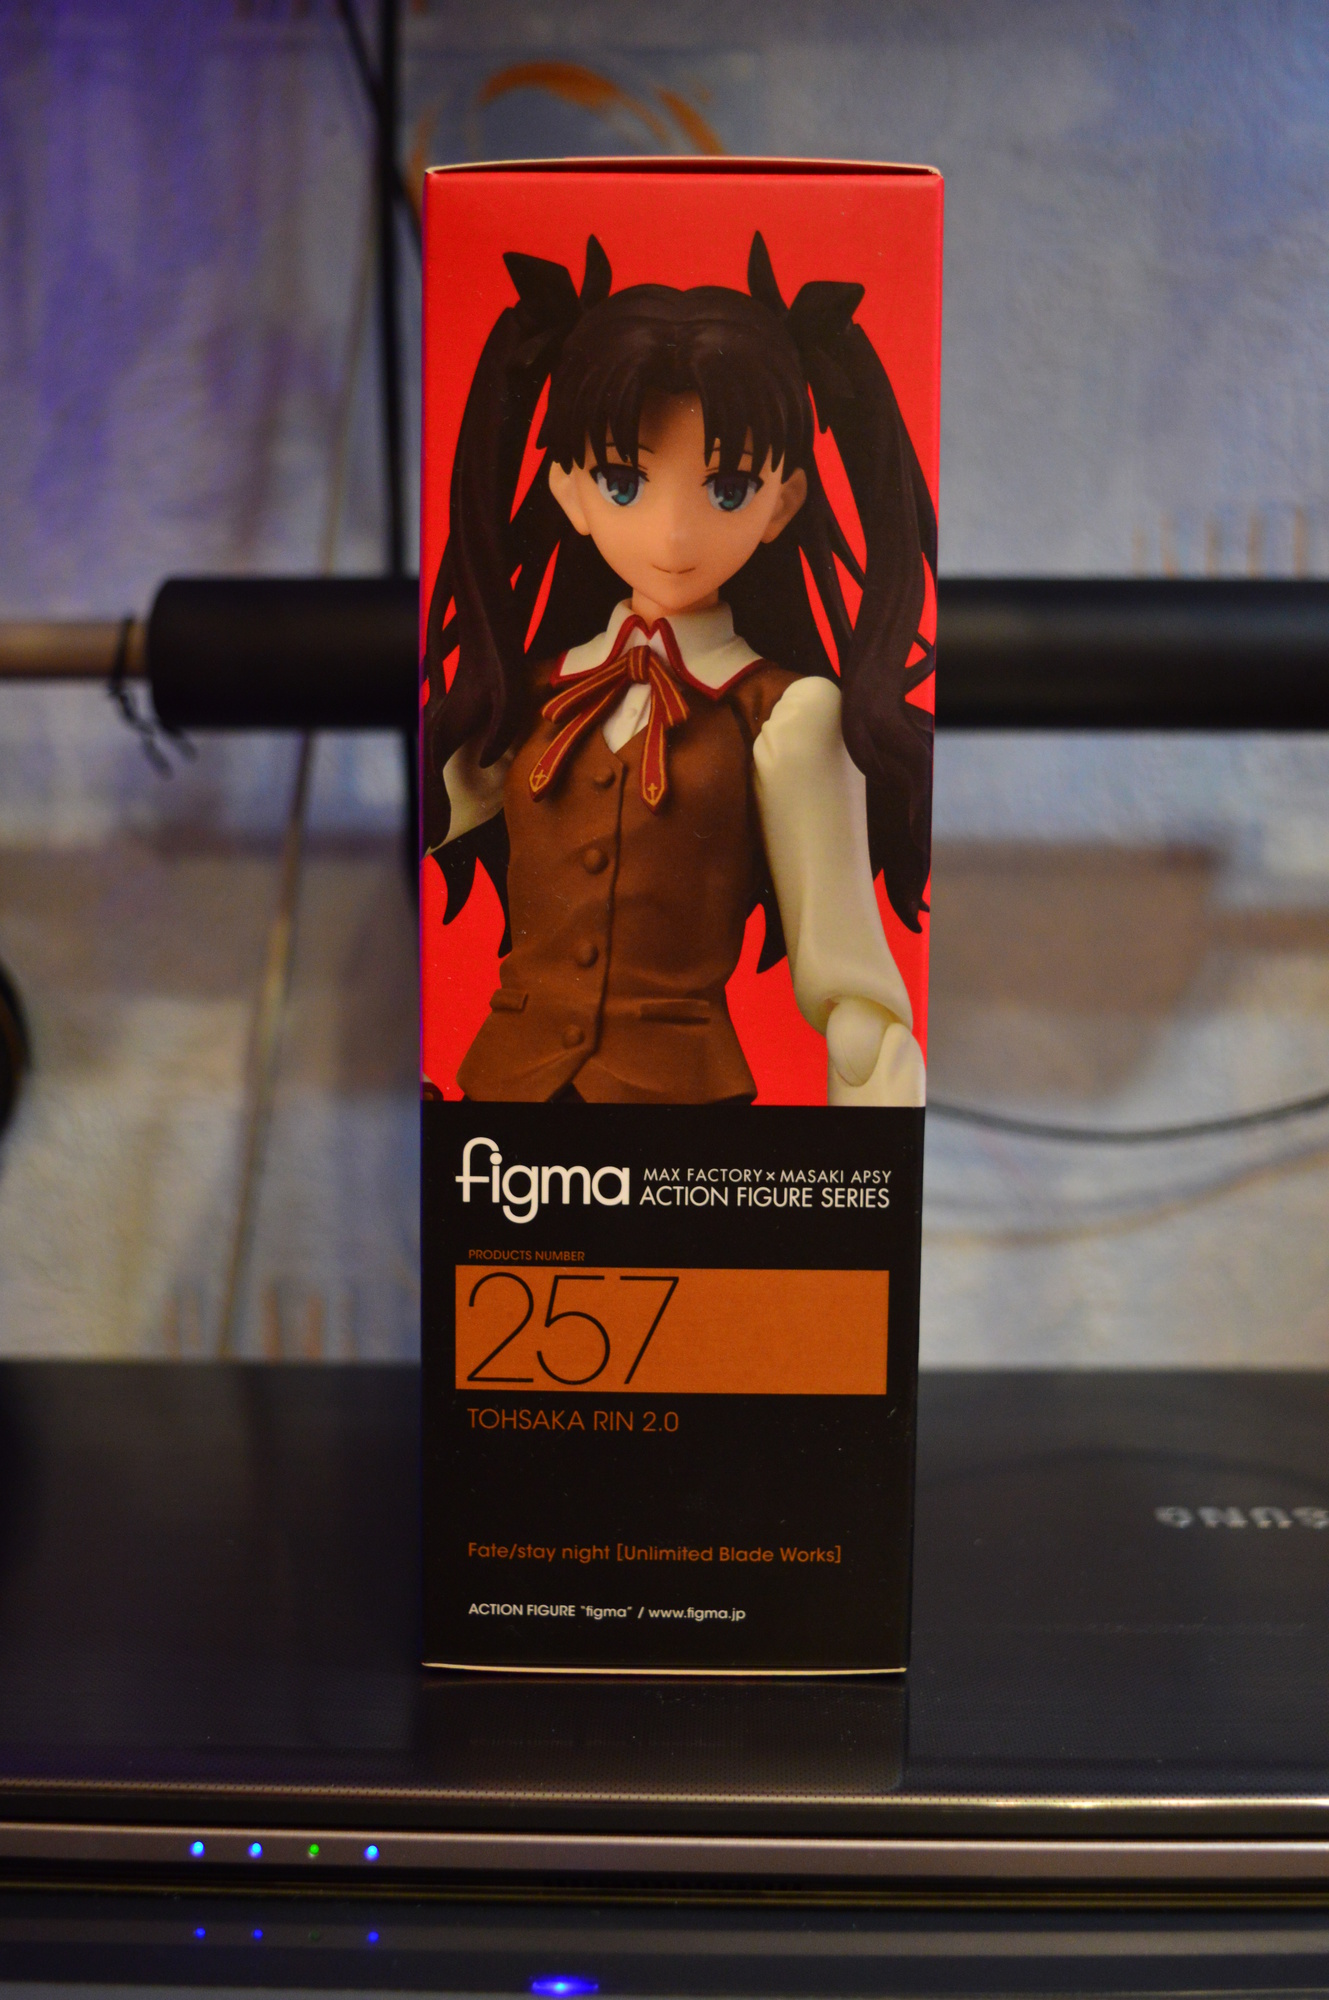 figma MAX FACTORY×MASAKI APSY
ACTION FIGURE SERIES
PRODUCTS NUMBER
257
TOHSAKA RIN 2.0
Fate/stay night [Unlimited Blade Works]
ACTION FIGURE "figma" / www.figma.jp